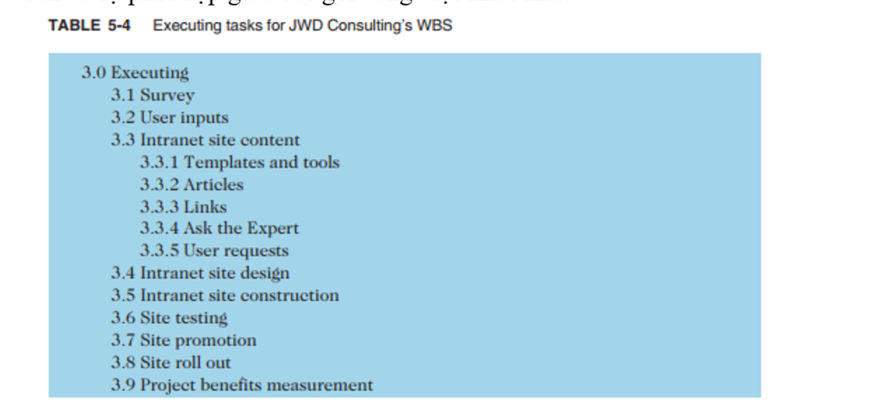 TABLE 5-4 Executing tasks for JWD Consulting's WBS
3.0 Executing
3.1 Survey
3.2 User inputs
3.3 Intranet site content
3.3.1 Templates and tools
3.3.2 Articles
3.3.3 Links
3.3.4 Ask the Expert
3.3.5 User requests
3.4 Intranet site design
3.5 Intranet site construction
3.6 Site testing
3.7 Site promotion
3.8 Site roll out
3.9 Project benefits measurement